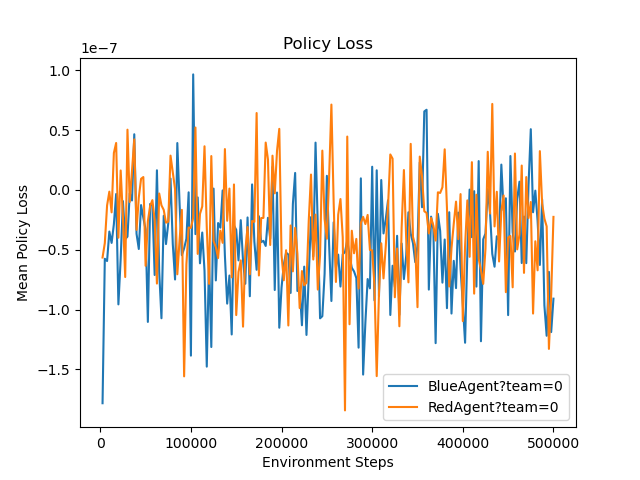 Policy Loss
1e−7
1.0
0.5
0.0
−0.5
−1.0
−1.5
Mean Policy Loss
0
100000
200000
300000
400000
500000
Environment Steps
BlueAgent?team=0
RedAgent?team=0